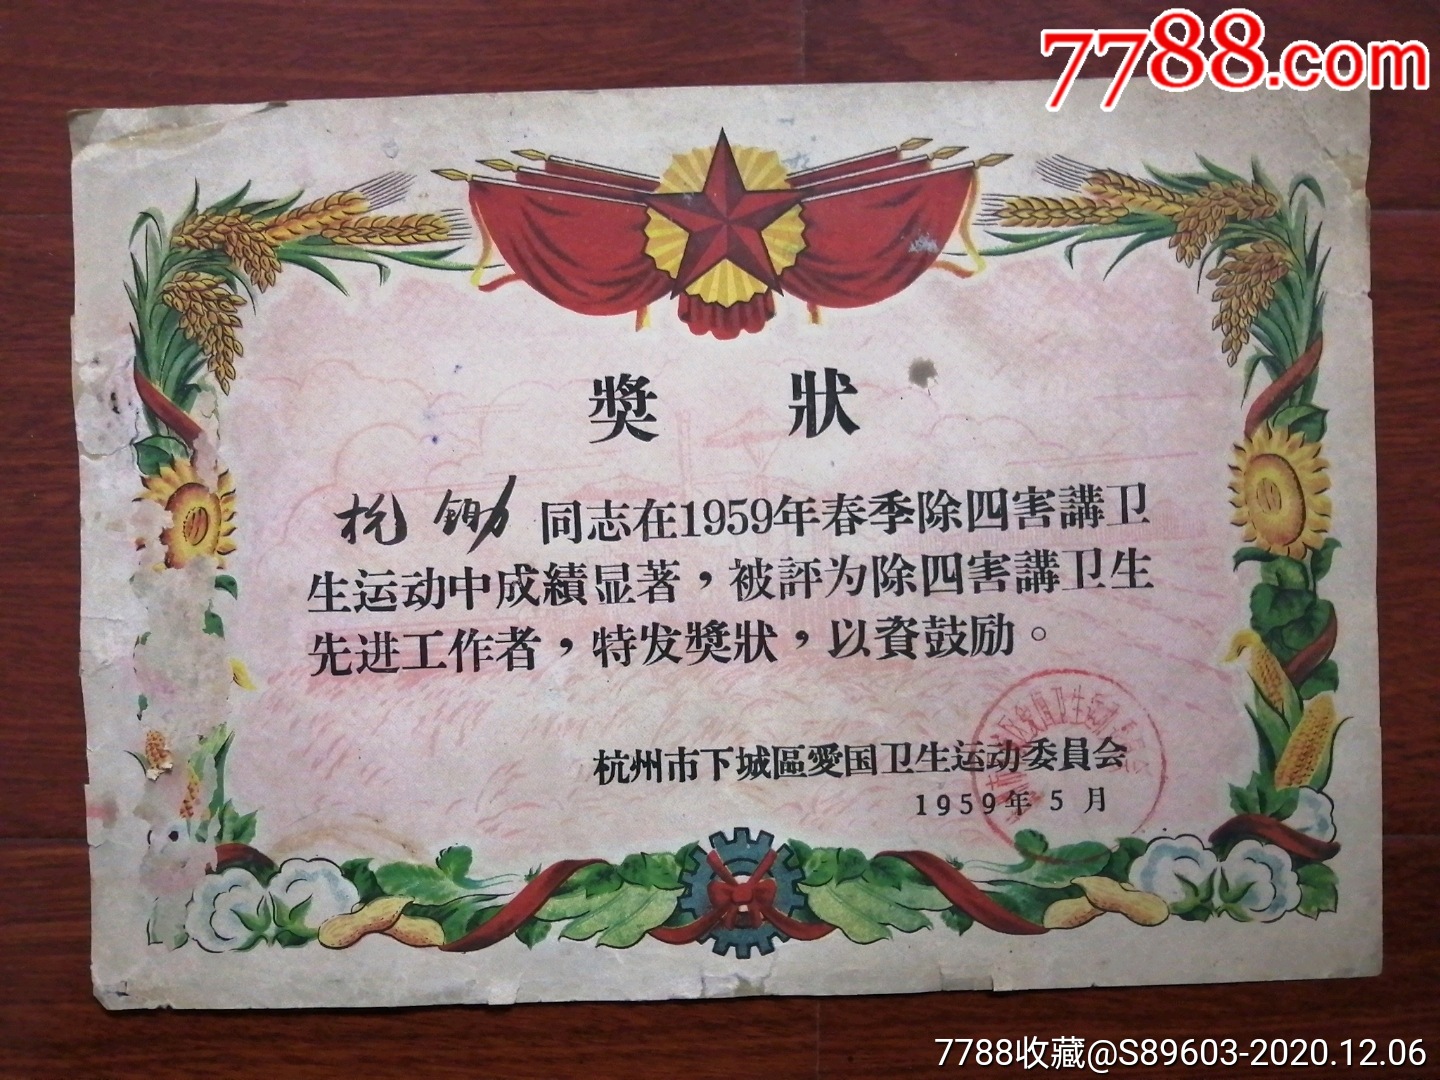 7788.com
獎 狀
同志在1959年春季除四害講卫
生运动中成績显著，被評为除四害講卫生
先进工作者，特发獎狀，以資鼓励。
杭州市下城區愛国卫生运动委員会
1959年5月
7788收藏@S89603-2020.12.06